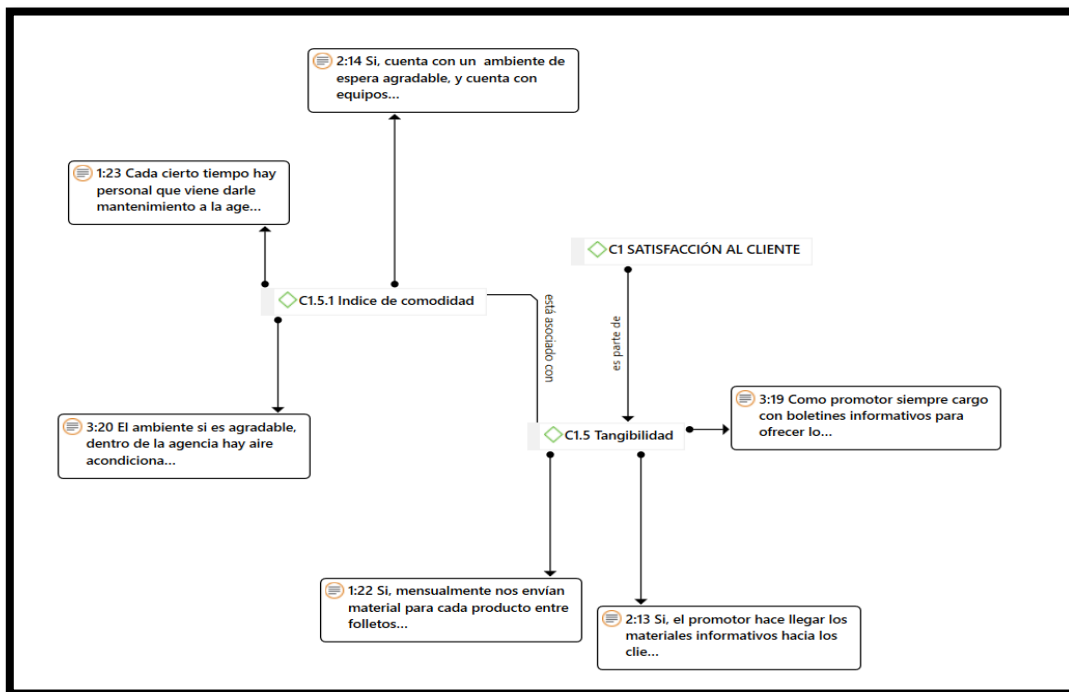 2:14 Si, cuenta con un ambiente de
espera agradable, y cuenta con
equipos...
1:23 Cada cierto tiempo hay
personal que viene darle
mantenimiento a la age...
C1 SATISFACCIÓN AL CLIENTE
C1.5.1 Indice de comodidad
está asociado con
es parte de
3:20 El ambiente si es agradable,
dentro de la agencia hay aire
acondiciona...
3:19 Como promotor siempre cargo
con boletines informativos para
ofrecer lo...
C1.5 Tangibilidad
1:22 Si, mensualmente nos envían
material para cada producto entre
folletos...
2:13 Si, el promotor hace llegar los
materiales informativos hacia los
clie...